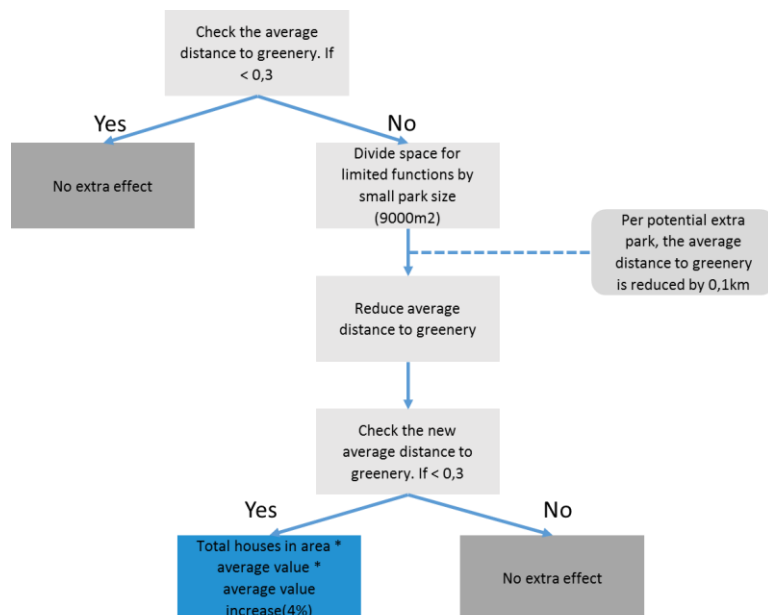 Check the average
distance to greenery. If
< 0,3
Yes
No
No extra effect
Divide space for
limited functions by
small park size
(9000m2)
Per potential extra
park, the average
distance to greenery
is reduced by 0,1km
Reduce average
distance to greenery
Check the new
average distance to
greenery. If < 0,3
Yes
No
Total houses in area *
average value *
average value
increase(4%)
No extra effect